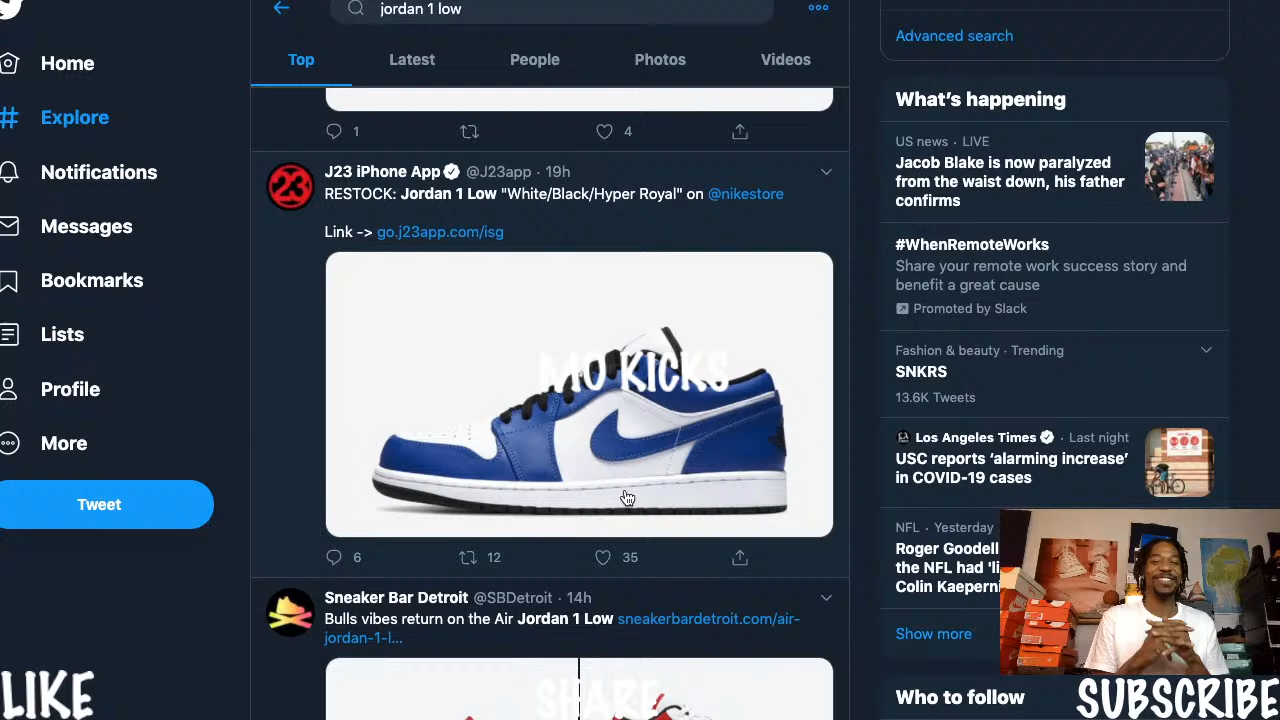 jordan 1 low
Home
Explore
Notifications
Messages
Bookmarks
Lists
Profile
More
Tweet
Top
Latest
People
Photos
Videos
1
4
J23 iPhone App @J23app · 19h
RESTOCK: Jordan 1 Low "White/Black/Hyper Royal" on @nikestore
Link -> go.j23app.com/isg
23
MO KICKS
6
12
35
Sneaker Bar Detroit @SBDetroit · 14h
Bulls vibes return on the Air Jordan 1 Low sneakerbardetroit.com/air-
jordan-1-l...
SHARE
LIKE
SUBSCRIBE
Advanced search
What's happening
US news · LIVE
Jacob Blake is now paralyzed
from the waist down, his father
confirms
#WhenRemoteWorks
Share your remote work success story and
benefit a great cause
Promoted by Slack
Fashion & beauty · Trending
SNKRS
13.6K Tweets
Los Angeles Times · Last night
USC reports ‘alarming increase’
in COVID-19 cases
NFL · Yesterday
Roger Goodell
the NFL had 'li
Colin Kaeperni
Show more
Who to follow